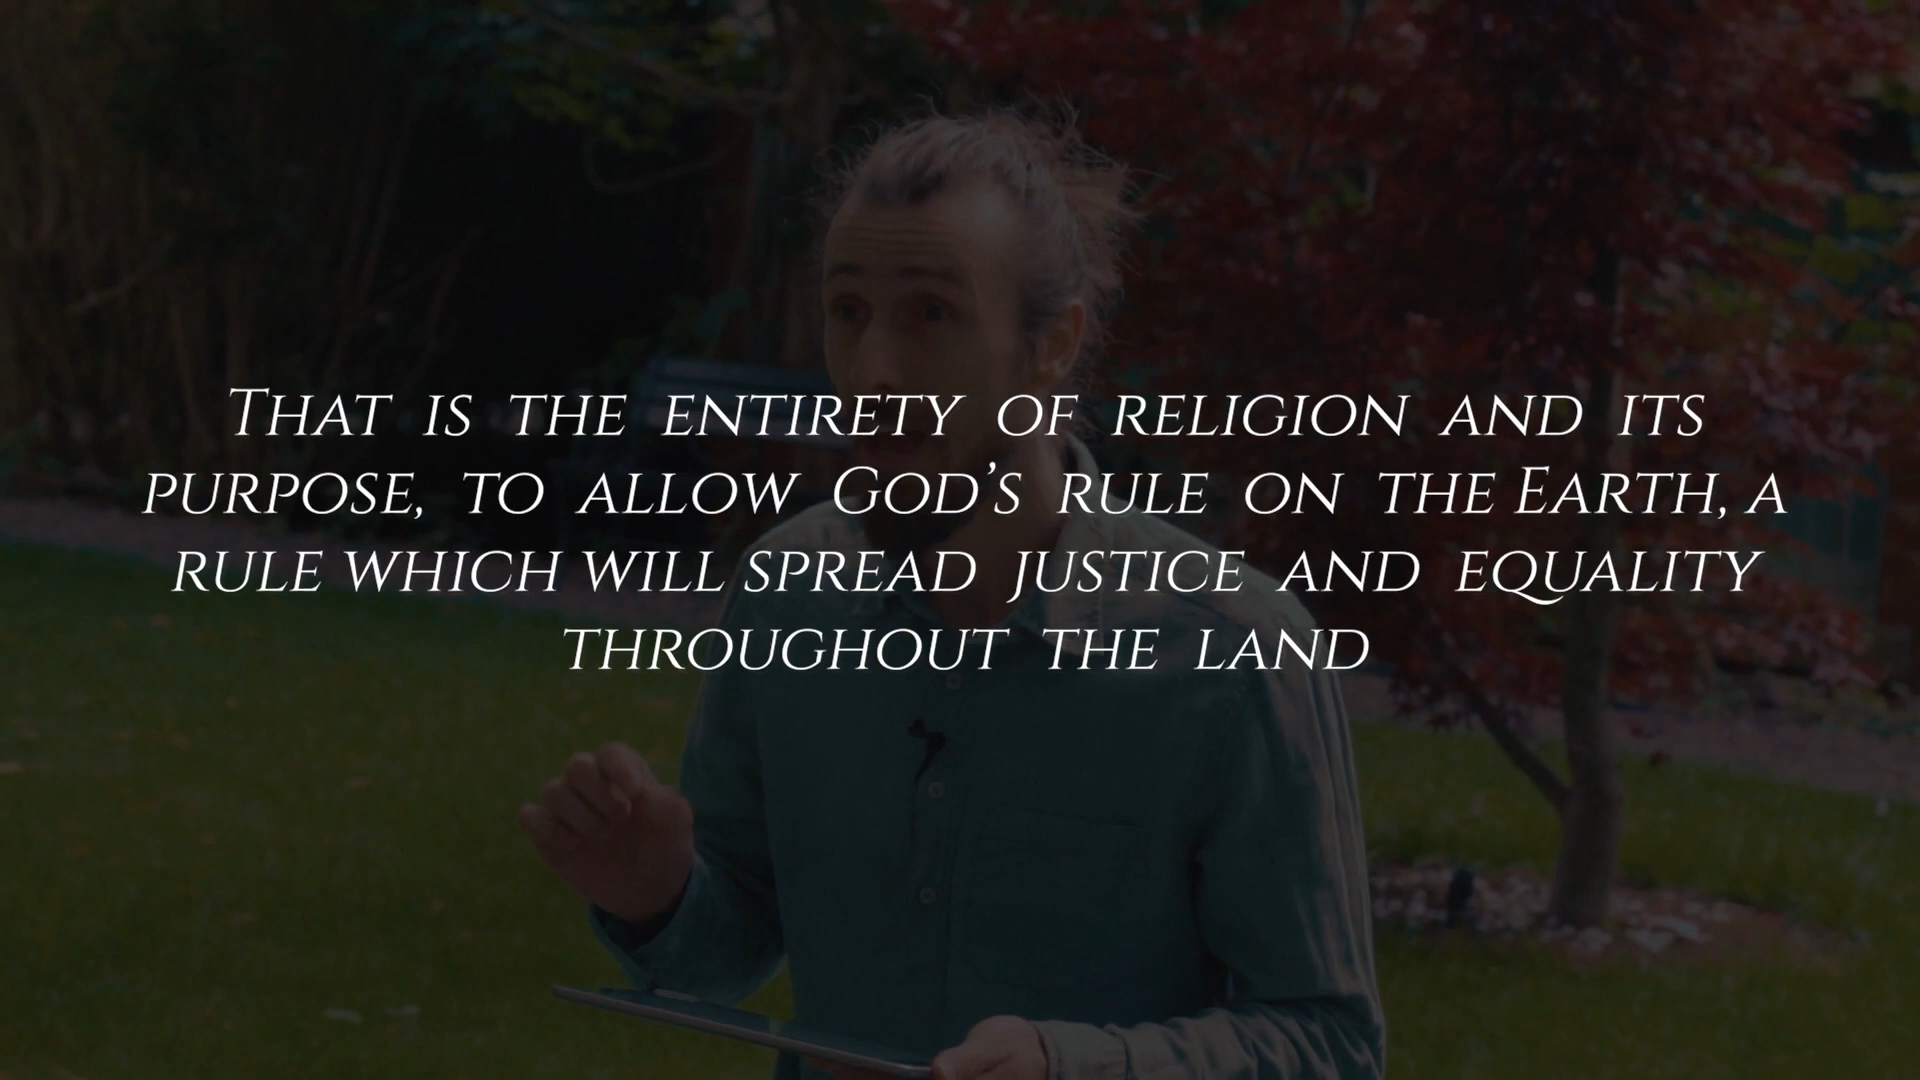 That is the entirety of religion and its
purpose, to allow God's rule on the Earth, a
rule which will spread justice and equality
throughout the land